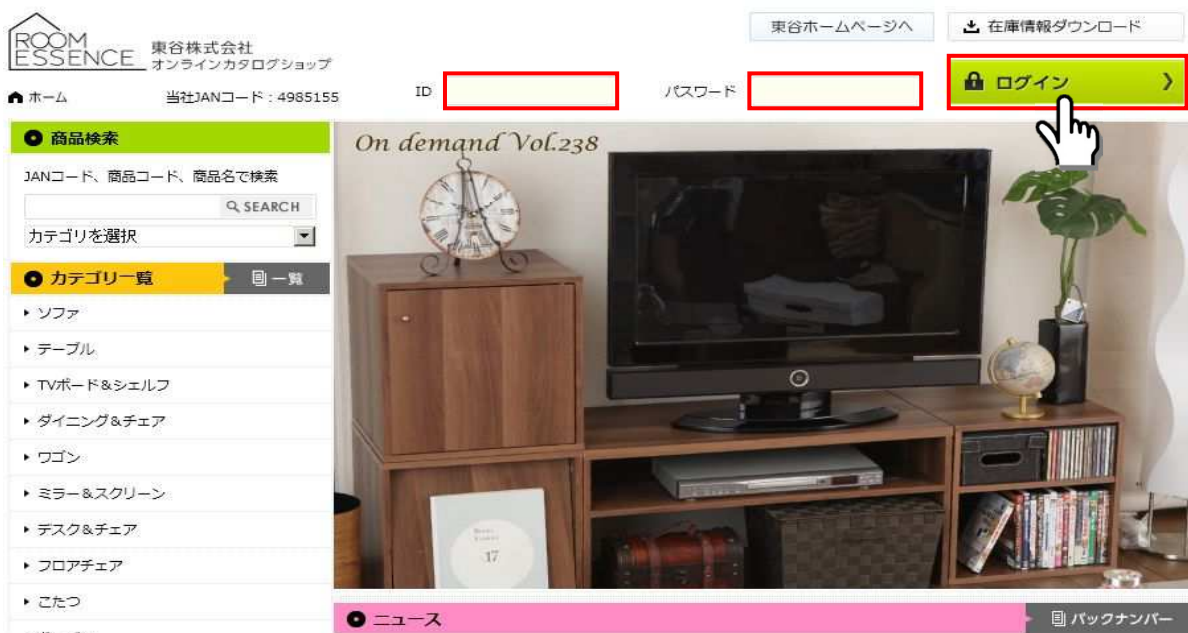 ROOM
ESSENCE
東谷株式会社
オンラインカタログショップ
東谷ホームページへ
在庫情報ダウンロード
ホーム
当社JANコード：4985155
ID
パスワード
ログイン
商品検索
JANコード、商品コード、商品名で検索
SEARCH
カテゴリを選択
カテゴリ一覧
一覧
ソファ
テーブル
TVボード&シェルフ
ダイニング&チェア
ワゴン
ミラー&スクリーン
デスク&チェア
フロアチェア
こたつ
On demand Vol.238
17
ニュース
バックナンバー